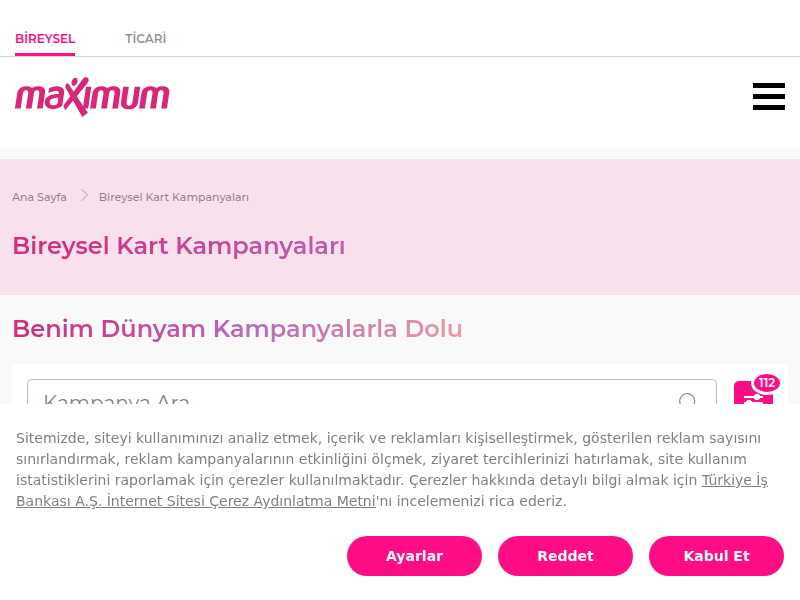 BİREYSEL TİCARİ
maximum
Ana Sayfa Bireysel Kart Kampanyaları
Bireysel Kart Kampanyaları
Benim Dünyam Kampanyalarla Dolu
Kampanya Ara
112
Sitemizde, siteyi kullanımınızı analiz etmek, içerik ve reklamları kişiselleştirmek, gösterilen reklam sayısını
sınırlandırmak, reklam kampanyalarının etkinliğini ölçmek, ziyaret tercihlerinizi hatırlamak, site kullanım
istatistiklerini raporlamak için çerezler kullanılmaktadır. Çerezler hakkında detaylı bilgi almak için Türkiye İş
Bankası A.Ş. İnternet Sitesi Çerez Aydınlatma Metni'nı incelemenizi rica ederiz.
Ayarlar Reddet Kabul Et